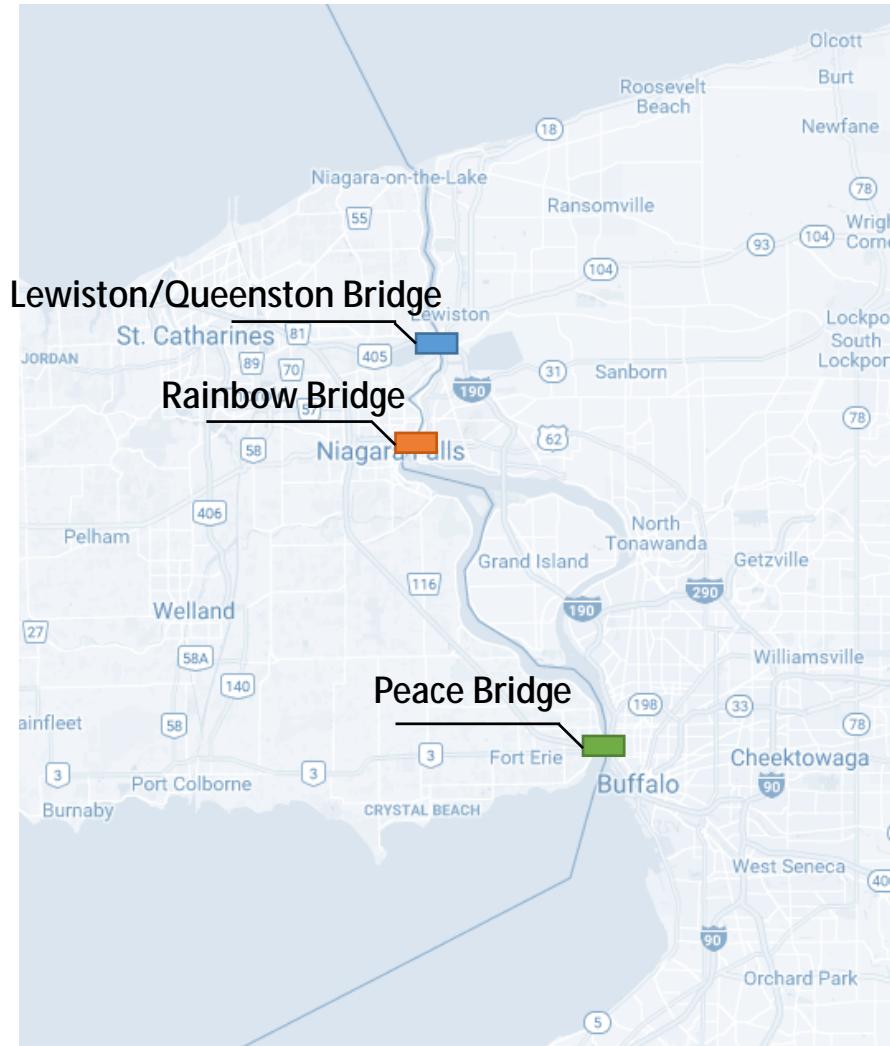 Olcott
Roosevelt
Beach
Burt
Newfane
18
Niagara-on-the-Lake
78
55
Ransomville
Wrigh
Corne
104
93
104
Lewiston/Queenston Bridge
Lewiston
St. Catharines
81
405
Lockpo
South
Lockport
JORDAN
89
70
31
Sanborn
190
Rainbow Bridge
57
78
Niagara Falls
58
62
406
Pelham
North
Tonawanda
Grand Island
Getzville
116
190
290
Welland
27
58A
Williamsville
140
Peace Bridge
198
33
ainfleet
58
78
3
Fort Erie
Cheektowaga
3
3
Port Colborne
Buffalo
90
Burnaby
CRYSTAL BEACH
West Seneca
400
90
Orchard Park
5